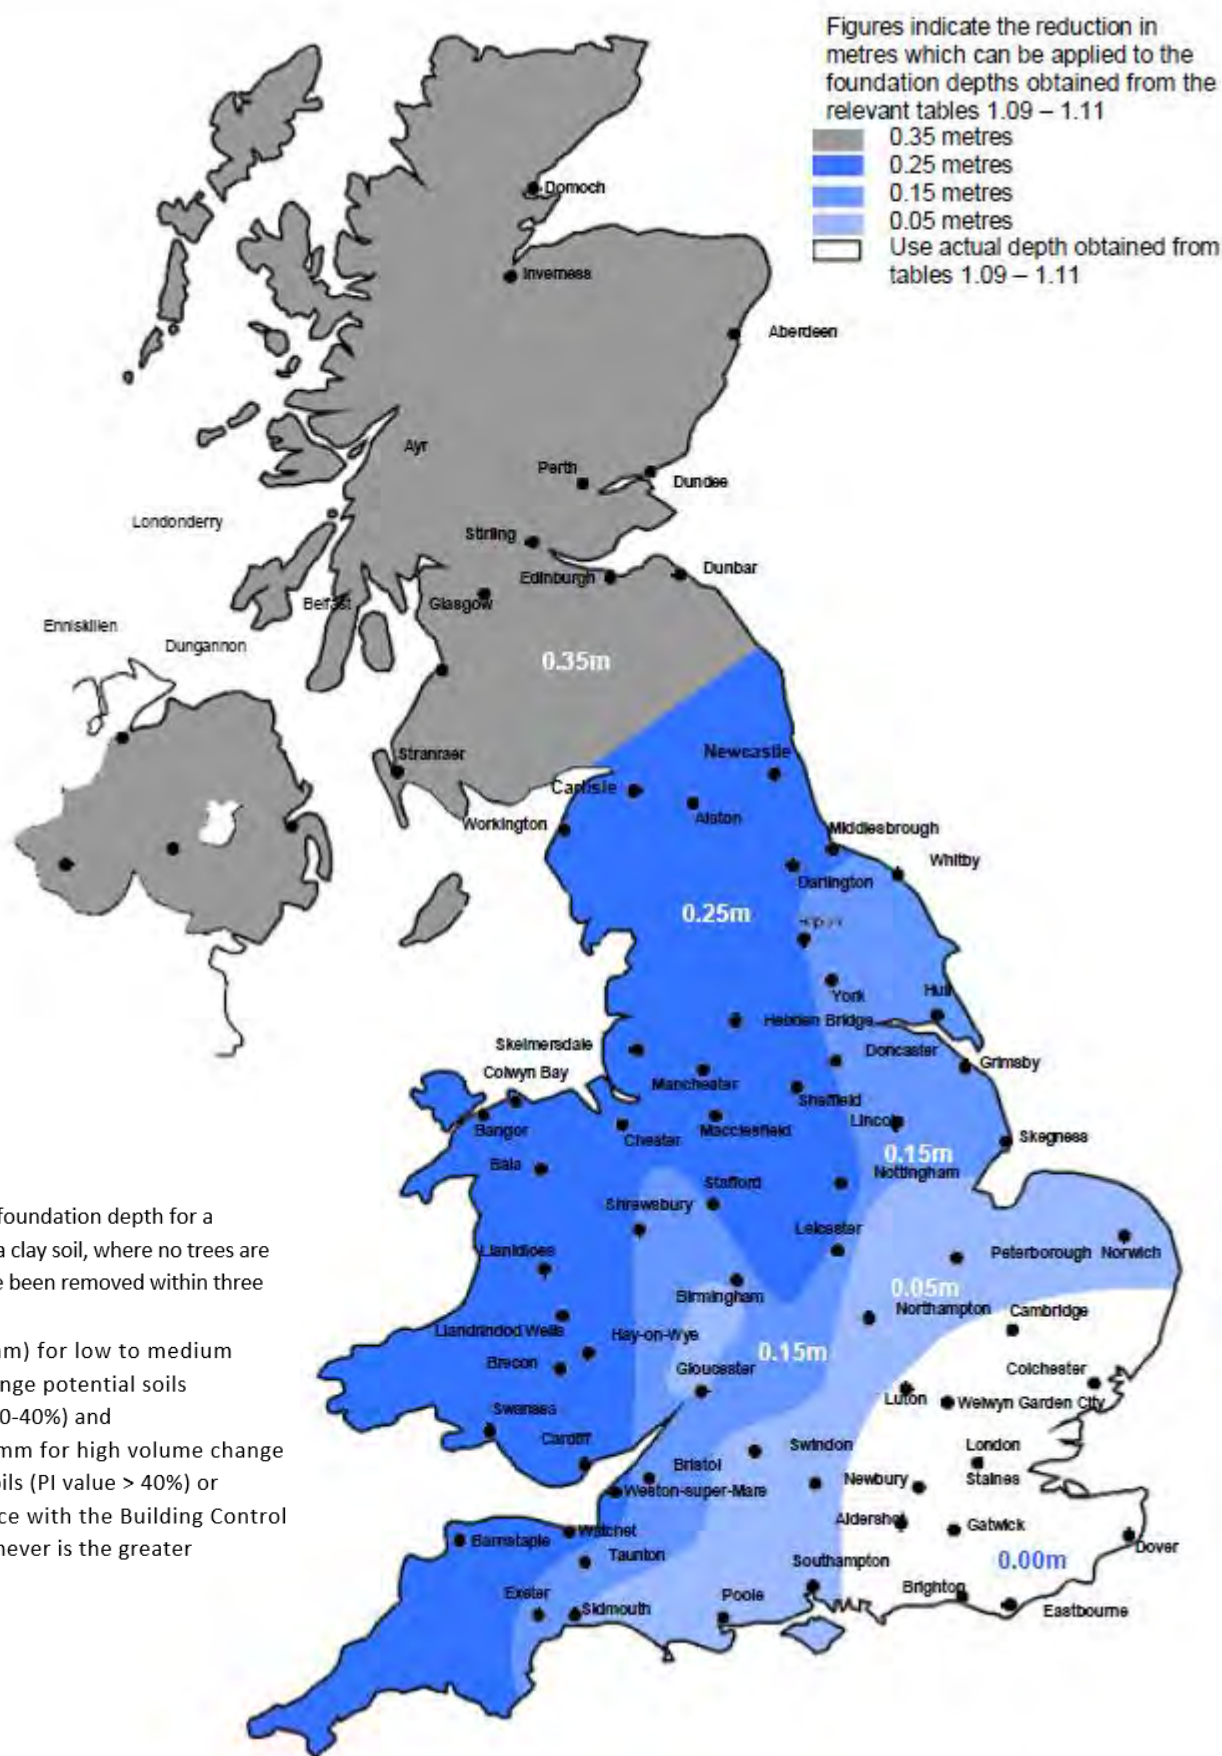 Figures indicate the reduction in
metres which can be applied to the
foundation depths obtained from the
relevant tables 1.09 – 1.11
0.35 metres
0.25 metres
0.15 metres
0.05 metres
Use actual depth obtained from
tables 1.09 – 1.11
Domoch
Inverness
Aberdeen
Ayr
Perth
Dundee
Londonderry
Stirling
Edinburgh
Dunbar
Belfast
Glasgow
Enniskillen
Dungannon
0.35m
Newcastle
Stranraer
Carlisle
Alston
Workington
Middlesbrough
Whitby
Darlington
0.25m
York
Hull
Hebden Bridge
Skelmersdale
Doncaster
Grimsby
Colwyn Bay
Manchester
Sheffield
Lincoln
Bangor
Chester
Macclesfield
Skegness
0.15m
Bala
Nottingham
Stafford
Shrewsbury
Leicester
Llanidloes
Peterborough
Norwich
Birmingham
0.05m
Northampton
Cambridge
Llandrindod Wells
Hay-on-Wye
0.15m
Brecon
Gloucester
Colchester
Luton
Welwyn Garden City
Swansea
Cardiff
Swindon
London
Bristol
Newbury
Staines
Weston-super-Mare
Aldershot
Gatwick
Watchet
Barnstaple
Taunton
Dover
Southampton
0.00m
Exeter
Poole
Brighton
Sidmouth
Eastbourne
foundation depth for a
a clay soil, where no trees are
e been removed within three
m) for low to medium
nge potential soils
0-40%) and
mm for high volume change
ils (PI value > 40%) or
ce with the Building Control
hever is the greater